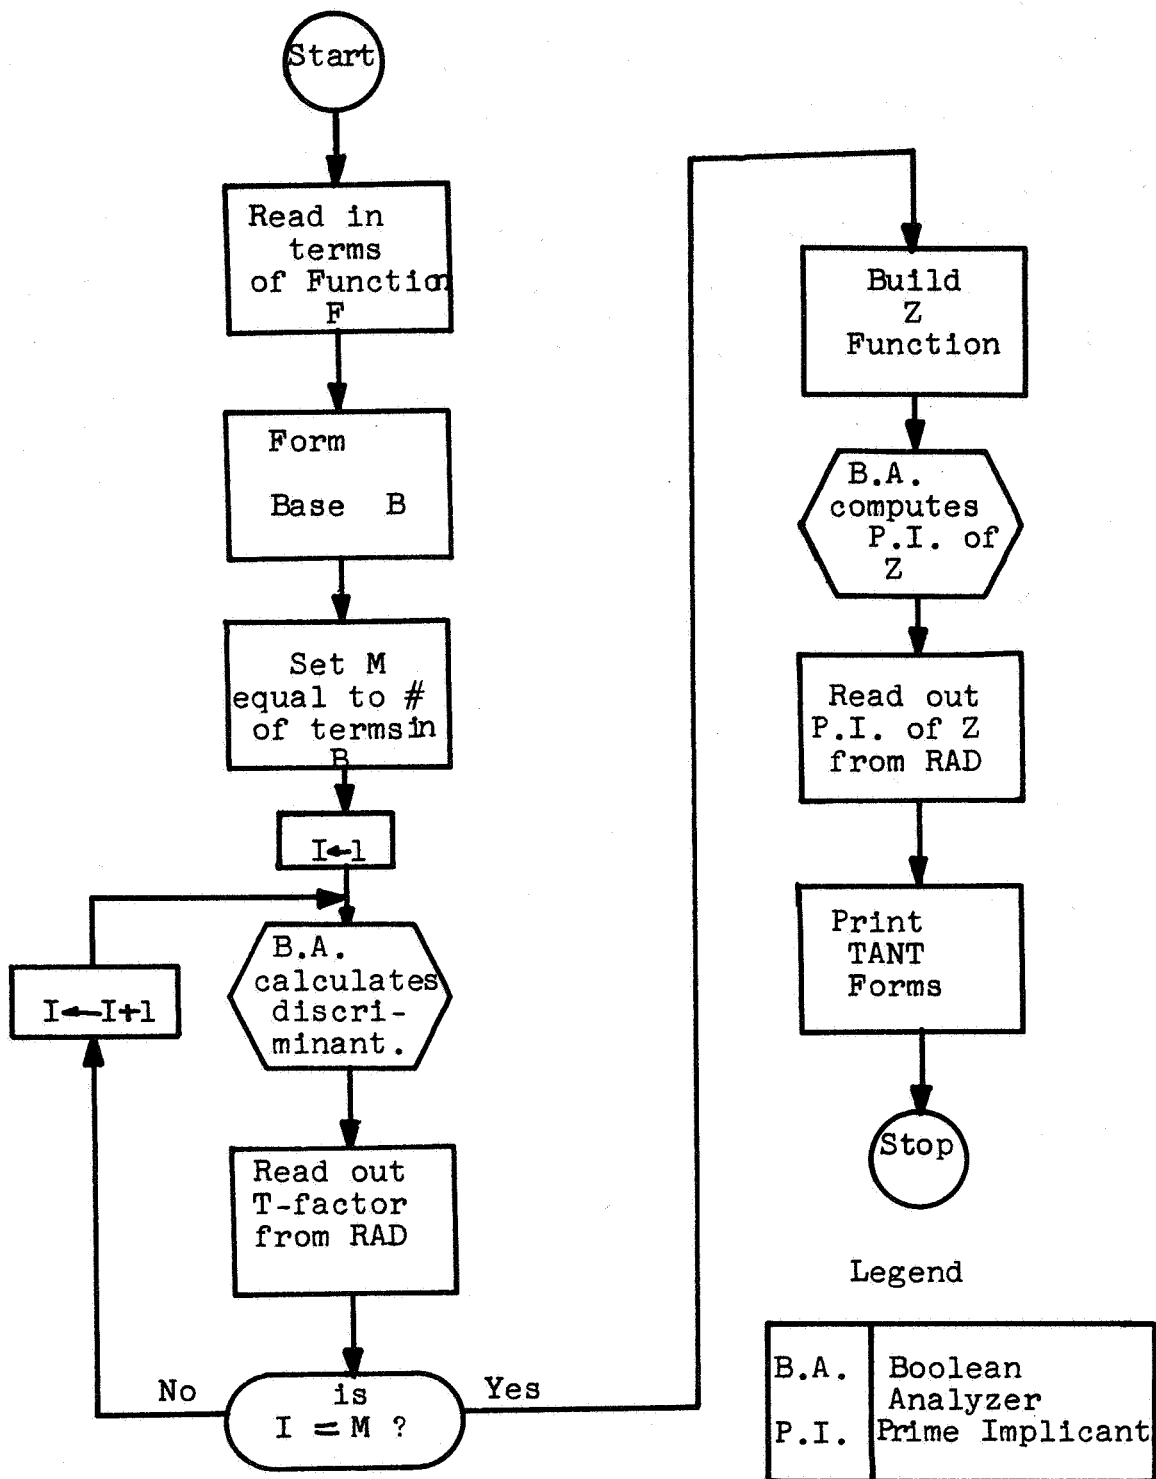 Start
Read in
terms
of Function
F
Form
Base B
Set M
equal to #
of terms in
B
I←1
B.A.
calculates
discri-
minant.
I←I+1
Read out
T-factor
from RAD
is
I = M ?
No
Yes
Build
Z
Function
B.A.
computes
P.I. of
Z
Read out
P.I. of Z
from RAD
Print
TANT
Forms
Stop
Legend
B.A. Boolean
Analyzer
P.I. Prime Implicant